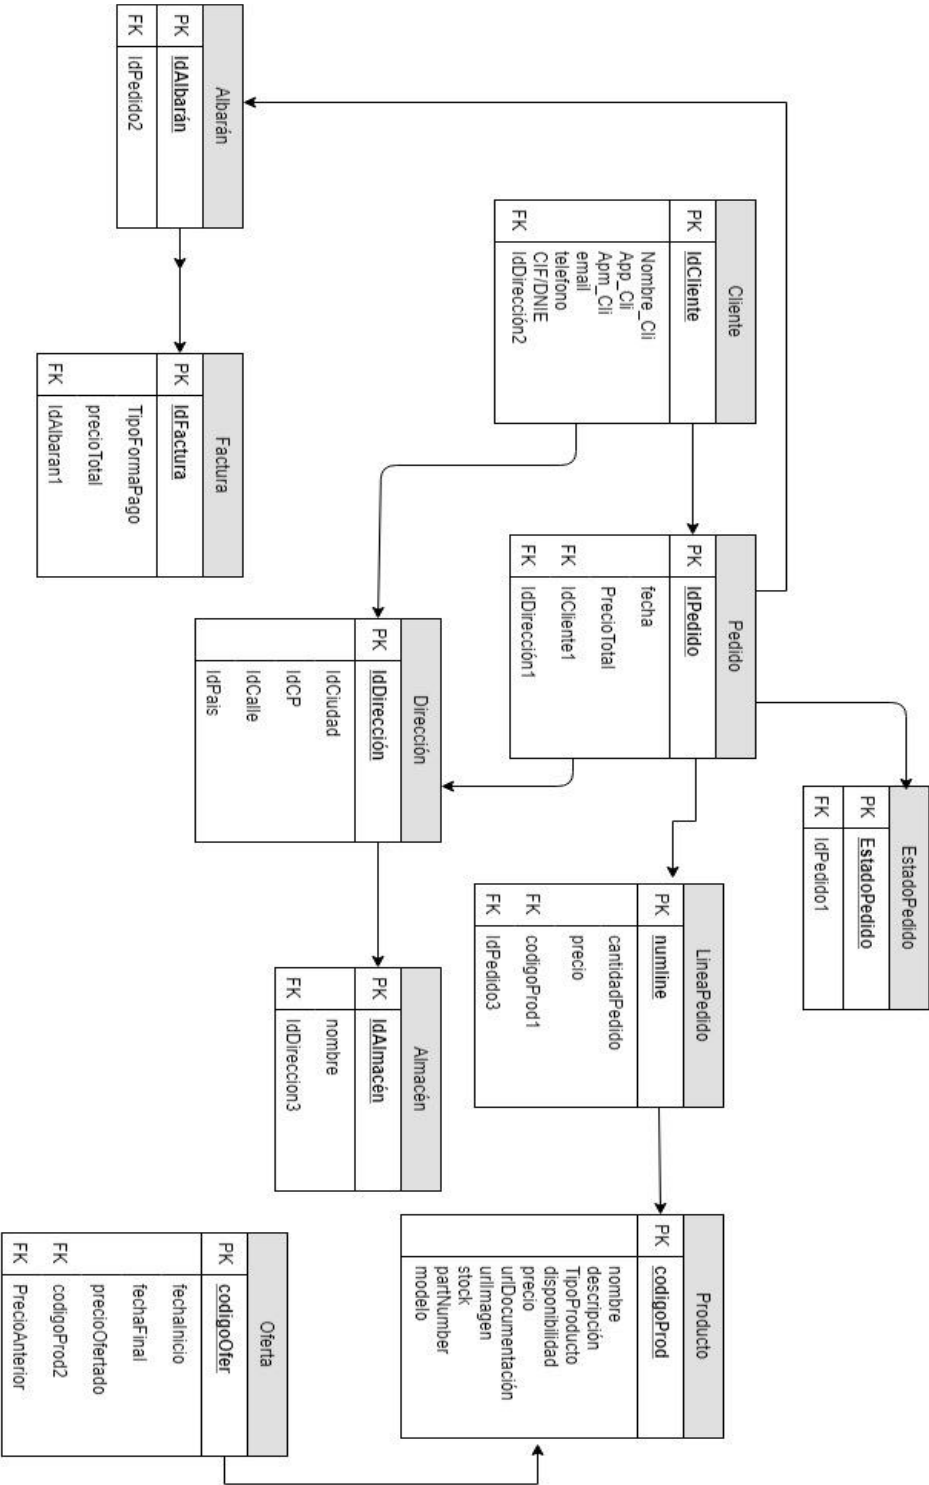 EstadoPedido
PK EstadoPedido
FK IdPedido1
Cliente
PK IdCliente
Nombre_Cli
App_Cli
Apm_Cli
email
telefono
CIF/DNIE
FK IdDirección2
Pedido
PK IdPedido
fecha
PrecioTotal
FK IdCliente1
FK IdDirección1
LineaPedido
PK numline
cantidadPedido
precio
FK codigoProd1
FK IdPedido3
Producto
PK codigoProd
nombre
descripción
TipoProducto
disponibilidad
precio
urlDocumentación
urlImagen
stock
partNumber
modelo
Dirección
PK IdDirección
IdCiudad
IdCP
IdCalle
IdPais
Almacén
PK IdAlmacén
nombre
FK IdDireccion3
Oferta
PK codigoOfer
fechaInicio
fechaFinal
precioOfertado
FK codigoProd2
FK PrecioAnterior
Albarán
PK IdAlbarán
FK IdPedido2
Factura
PK IdFactura
TipoFormaPago
precioTotal
FK IdAlbaran1